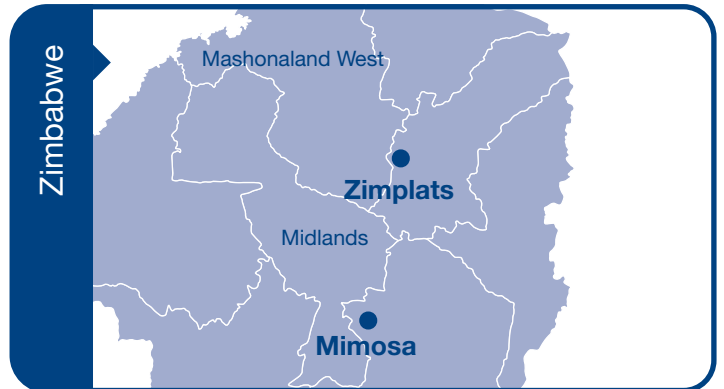 Zimbabwe
Mashonaland West
Zimplats
Midlands
Mimosa